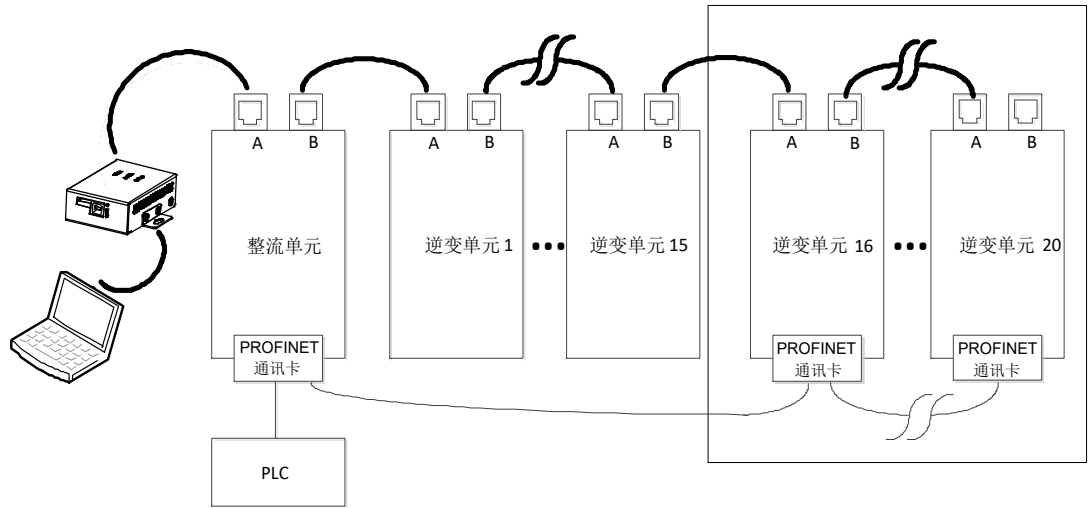 A B A B A B A B A B
整流单元 逆变单元 1 逆变单元 15 逆变单元 16 逆变单元 20
PROFINET PROFINET PROFINET
通讯卡 通讯卡 通讯卡
PLC